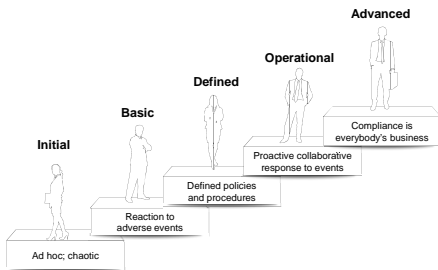 Advanced
Operational
Defined
Basic
Initial
Compliance is
everybody's business
Proactive collaborative
response to events
Defined policies
and procedures
Reaction to
adverse events
Ad hoc; chaotic